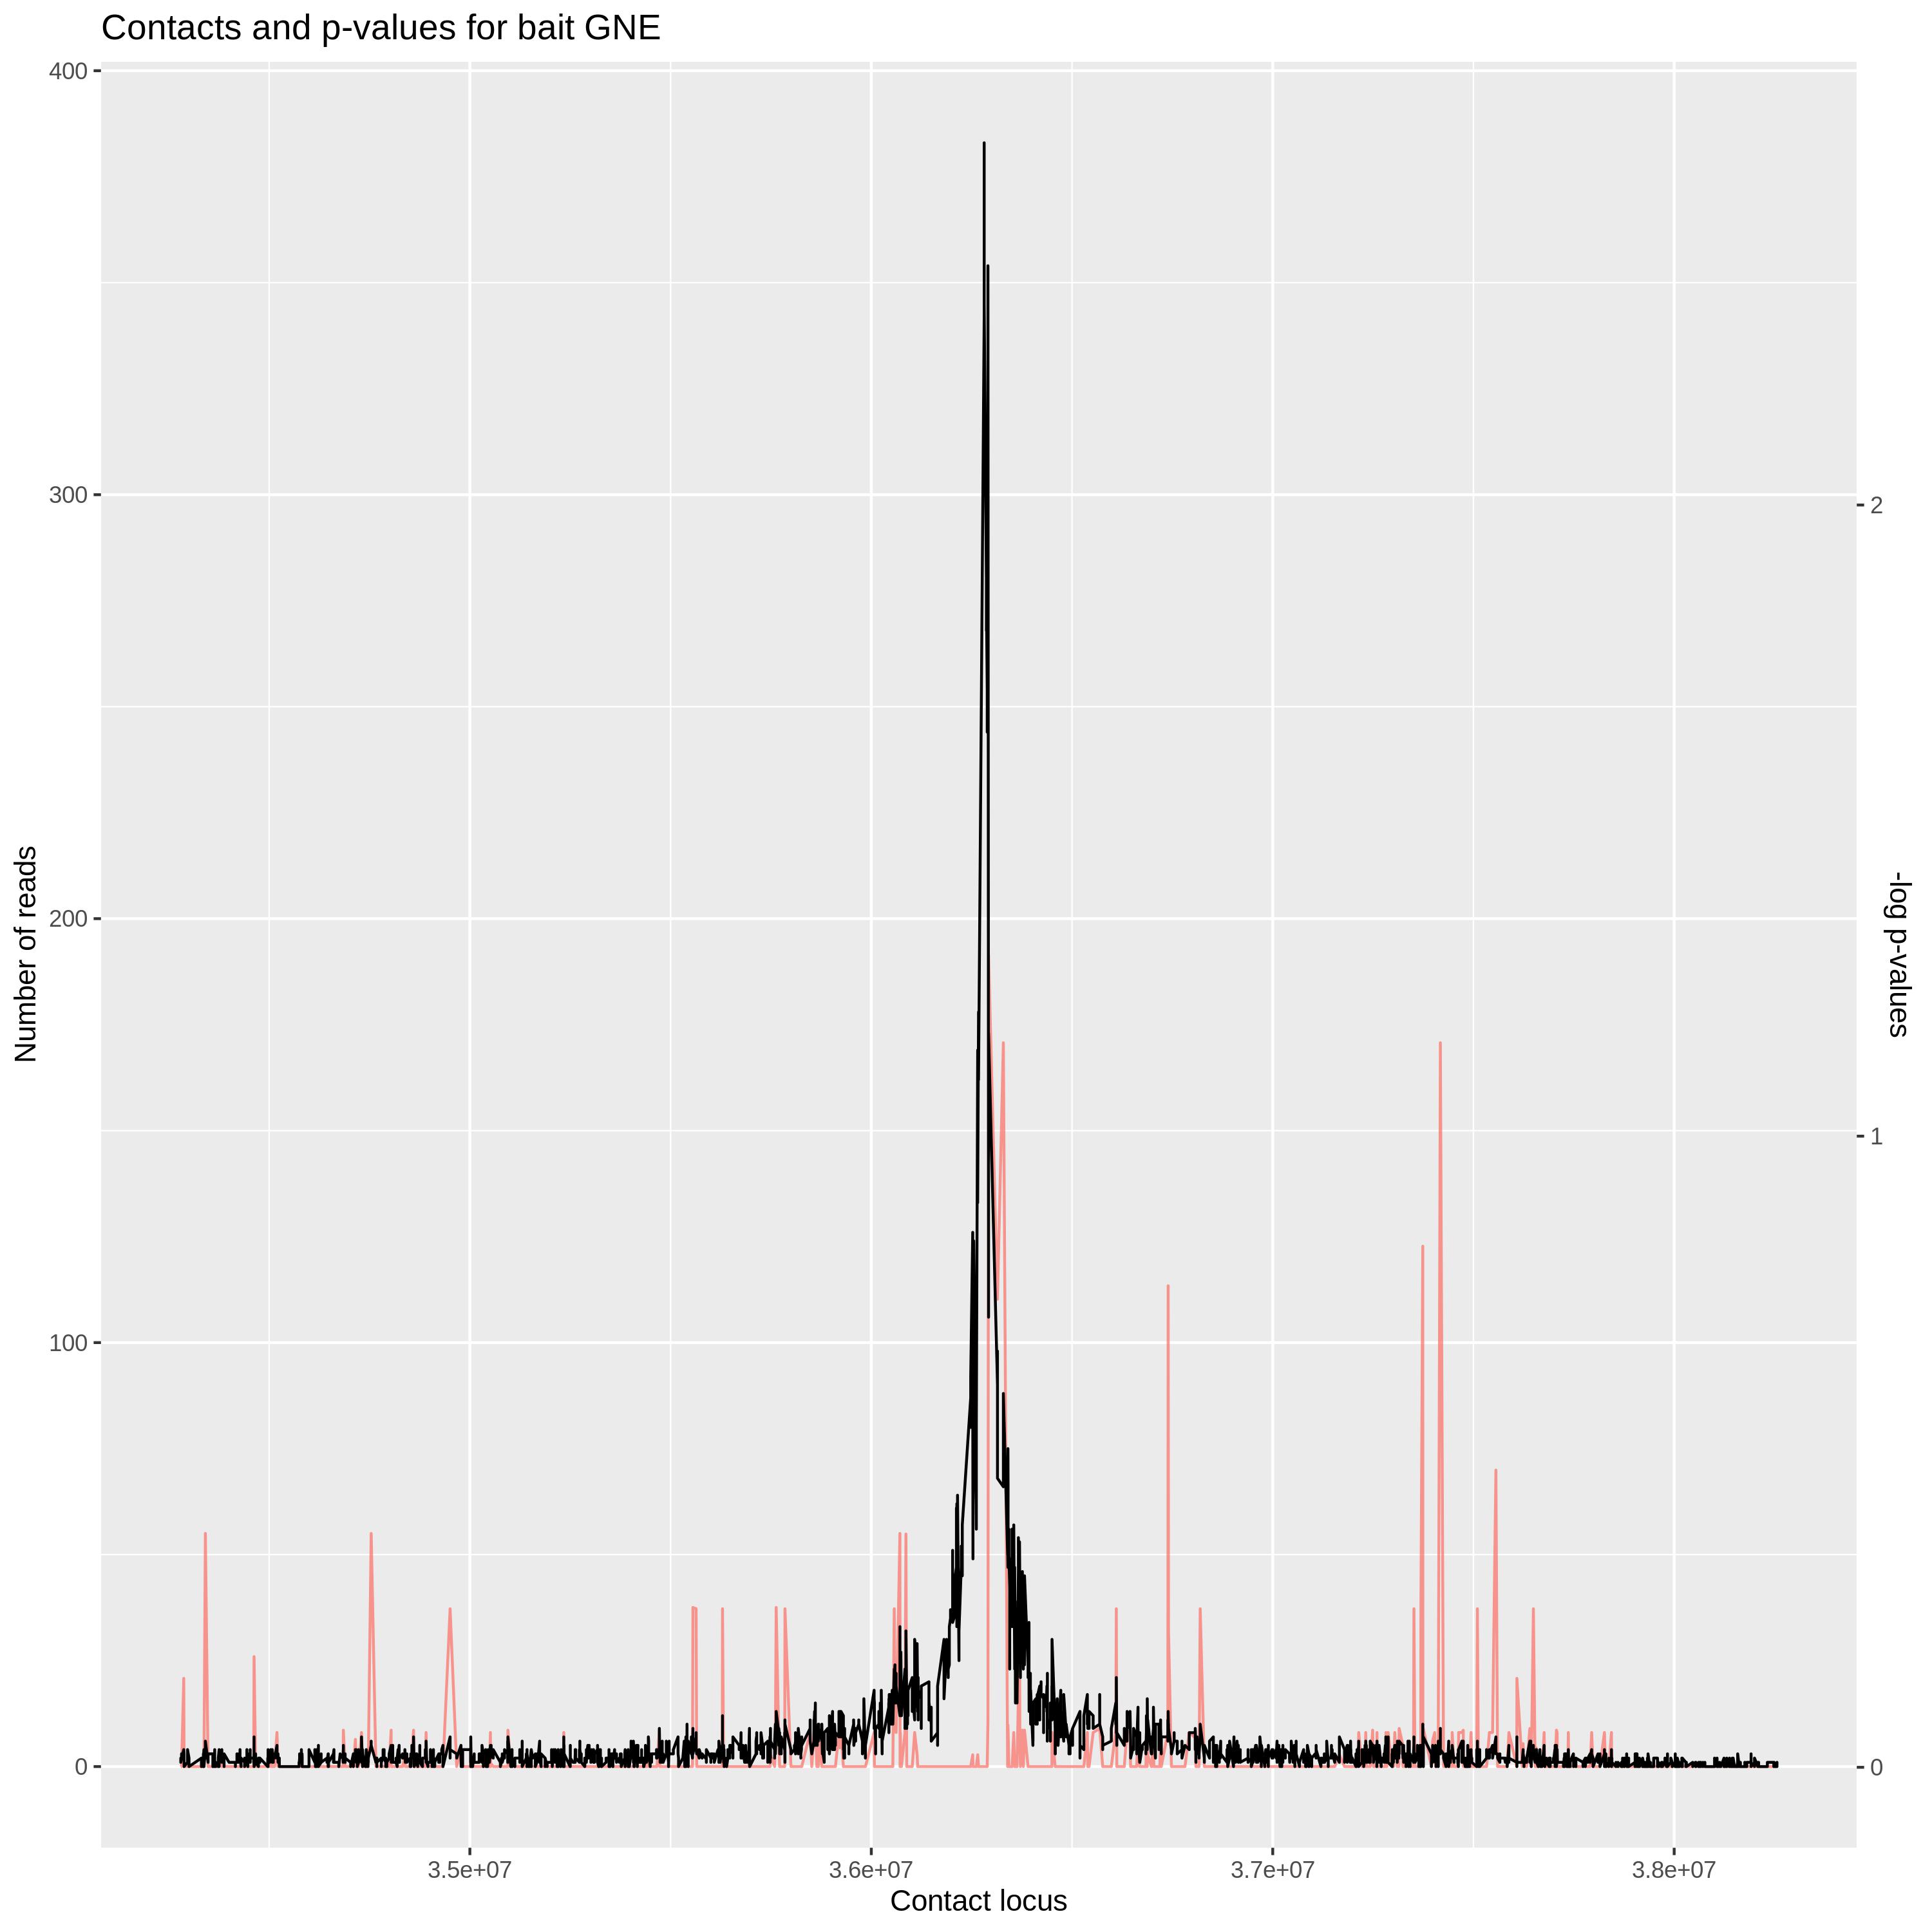 Contacts and p-values for bait GNE
400
300
200
100
0
Number of reads
2
1
0
-log p-values
3.5e+07
3.6e+07
3.7e+07
3.8e+07
Contact locus